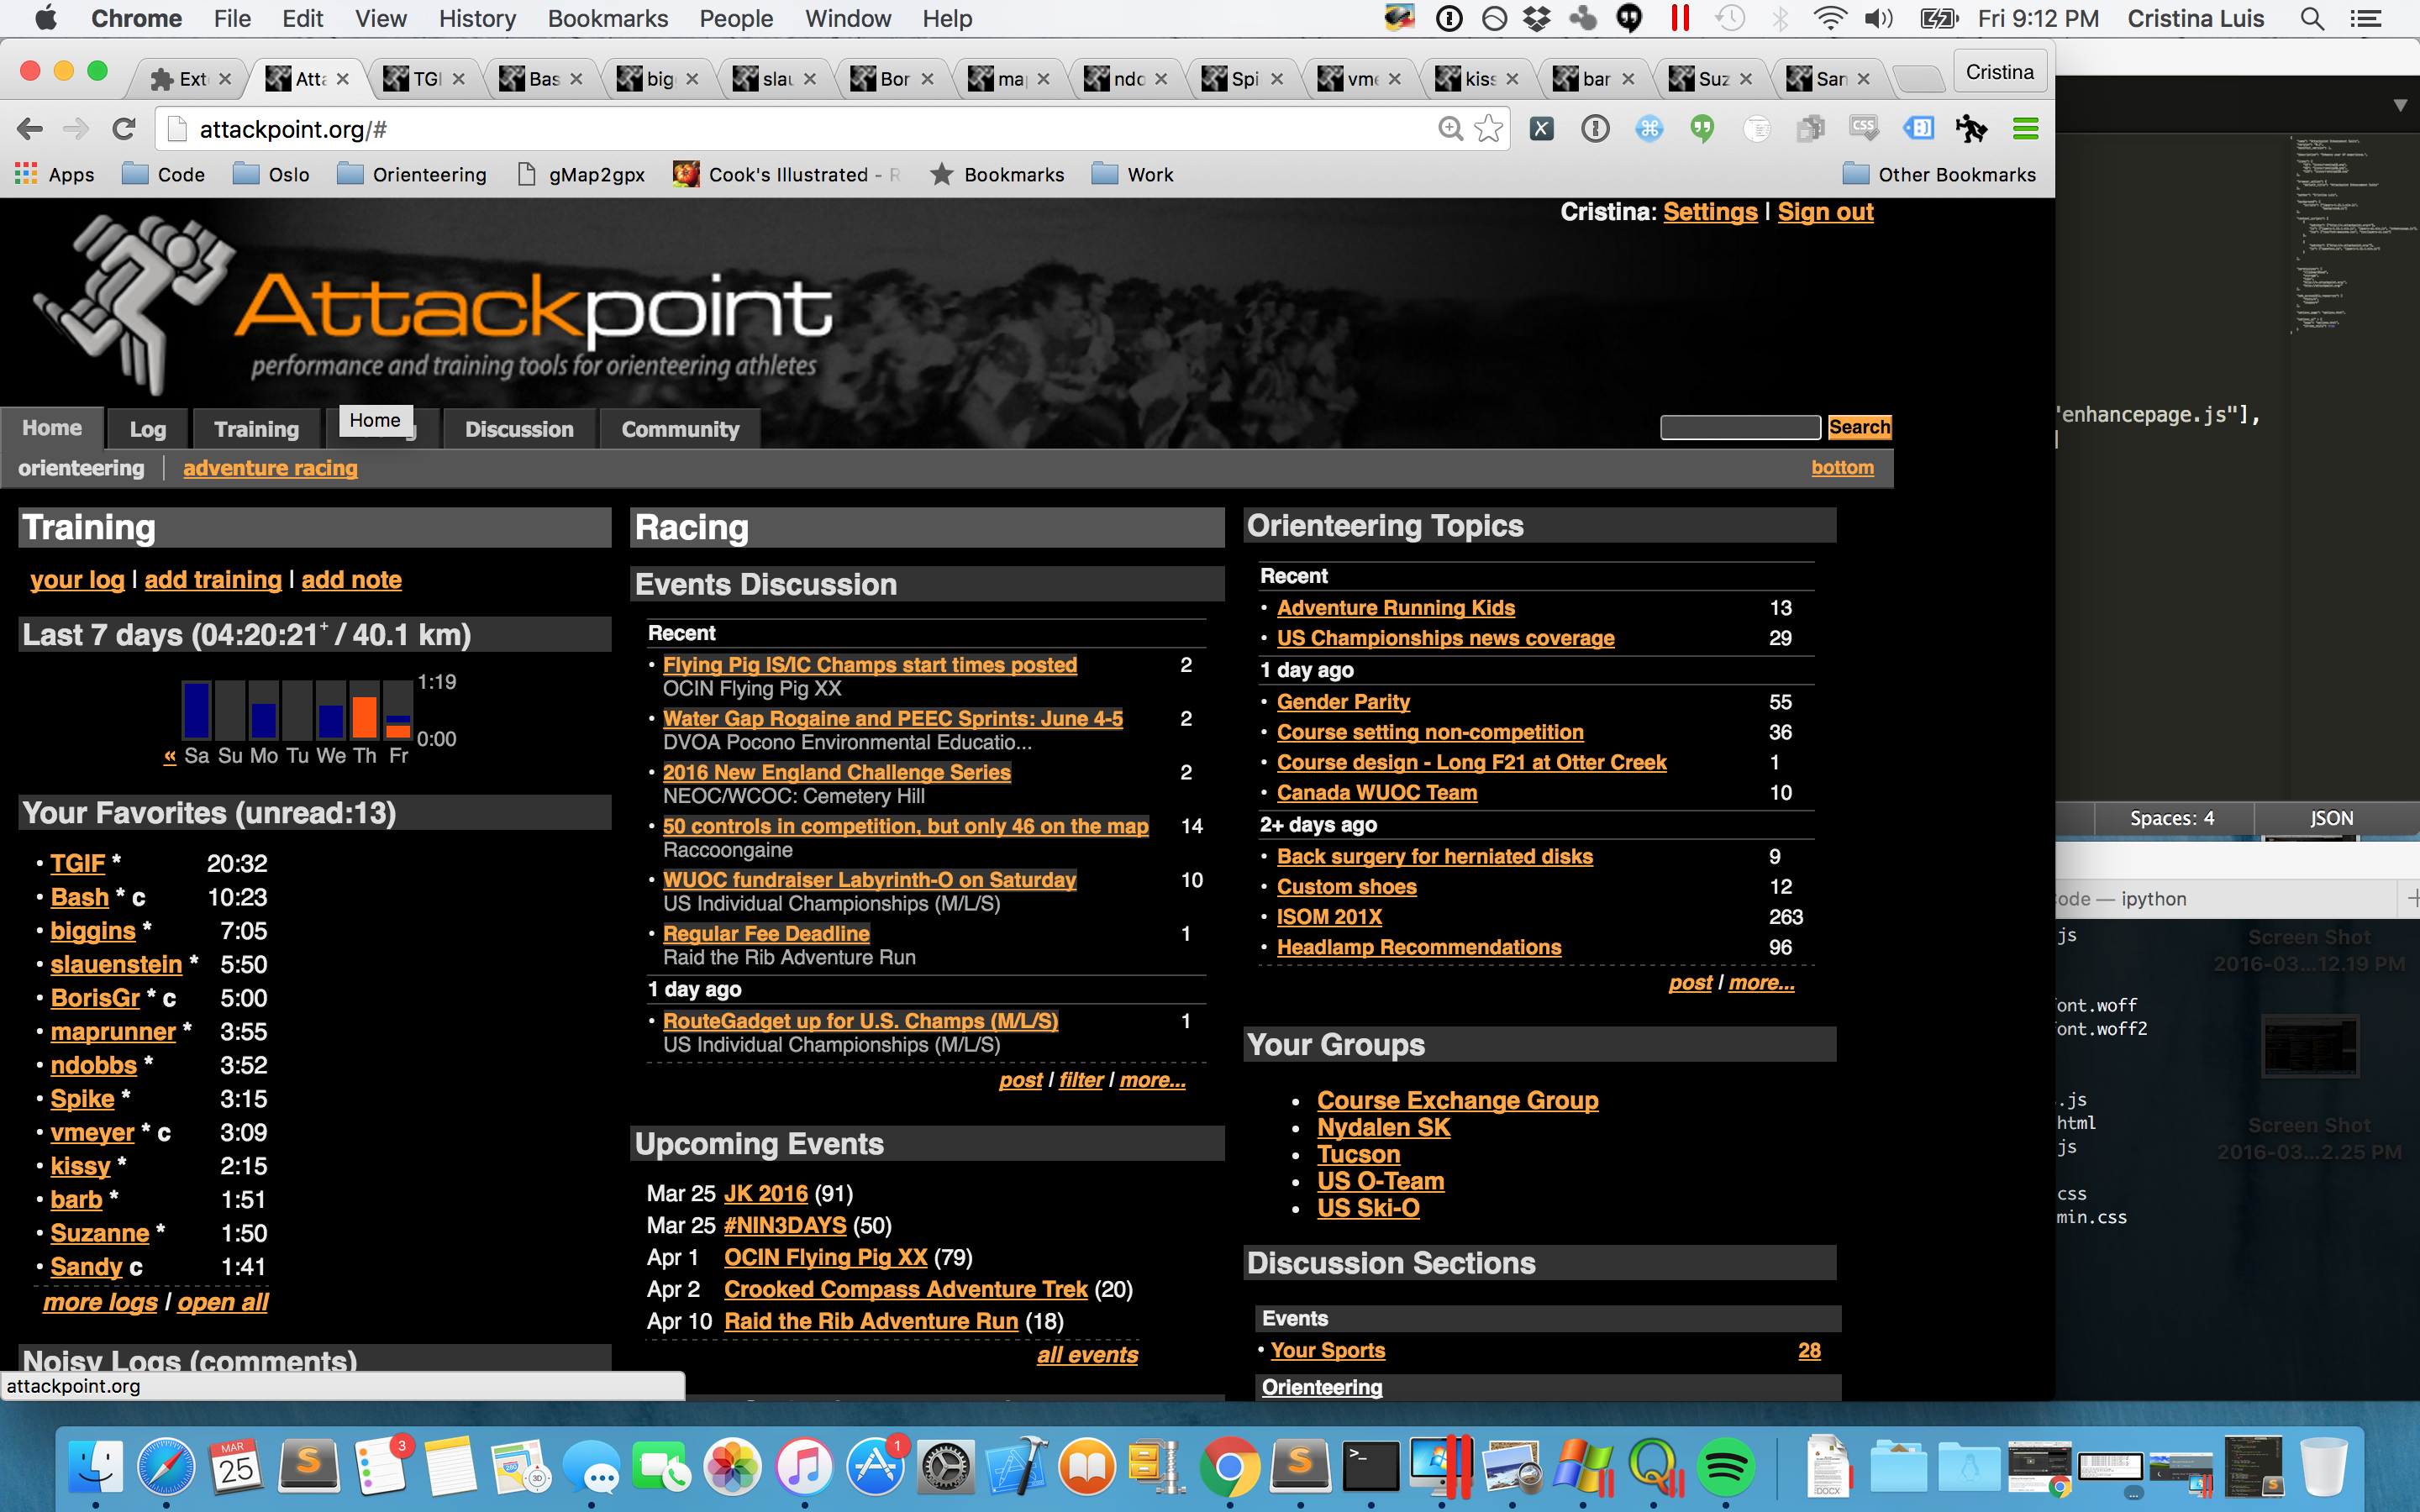 Chrome File Edit View History Bookmarks People Window Help Fri 9:12 PM Cristina Luis
Ext Atta TGI Bas big slau Bor ma ndo Spi vme kiss bar Suz San Cristina
attackpoint.org/#
Apps Code Oslo Orienteering gMap2gpx Cook's Illustrated - R Bookmarks Work Other Bookmarks
Cristina: Settings | Sign out
Attackpoint
performance and training tools for orienteering athletes
Home Log Training Home Discussion Community Search
orienteering | adventure racing bottom
Training
your log | add training | add note
Last 7 days (04:20:21+ / 40.1 km)
1:19
0:00
« Sa Su Mo Tu We Th Fr
Your Favorites (unread:13)
• TGIF * 20:32
• Bash * c 10:23
• biggins * 7:05
• slauenstein * 5:50
• BorisGr * c 5:00
• maprunner * 3:55
• ndobbs * 3:52
• Spike * 3:15
• vmeyer * c 3:09
• kissy * 2:15
• barb * 1:51
• Suzanne * 1:50
• Sandy c 1:41
more logs / open all
Noisy Logs (comments)
attackpoint.org
Racing
Events Discussion
Recent
• Flying Pig IS/IC Champs start times posted 2
OCIN Flying Pig XX
• Water Gap Rogaine and PEEC Sprints: June 4-5 2
DVOA Pocono Environmental Educatio...
• 2016 New England Challenge Series 2
NEOC/WCOC: Cemetery Hill
• 50 controls in competition, but only 46 on the map 14
Raccoongaine
• WUOC fundraiser Labyrinth-O on Saturday 10
US Individual Championships (M/L/S)
• Regular Fee Deadline 1
Raid the Rib Adventure Run
1 day ago
• RouteGadget up for U.S. Champs (M/L/S) 1
US Individual Championships (M/L/S)
post / filter / more...
Upcoming Events
Mar 25 JK 2016 (91)
Mar 25 #NIN3DAYS (50)
Apr 1 OCIN Flying Pig XX (79)
Apr 2 Crooked Compass Adventure Trek (20)
Apr 10 Raid the Rib Adventure Run (18)
all events
Orienteering Topics
Recent
• Adventure Running Kids 13
• US Championships news coverage 29
1 day ago
• Gender Parity 55
• Course setting non-competition 36
• Course design - Long F21 at Otter Creek 1
• Canada WUOC Team 10
2+ days ago
• Back surgery for herniated disks 9
• Custom shoes 12
• ISOM 201X 263
• Headlamp Recommendations 96
post / more...
Your Groups
• Course Exchange Group
• Nydalen SK
• Tucson
• US O-Team
• US Ski-O
Discussion Sections
Events
• Your Sports 28
Orienteering
"enhancepage.js"],
Spaces: 4 JSON
ode — ipython
js
Screen Shot
2016-03...12.19 PM
ont.woff
ont.woff2
.js
html
js
Screen Shot
2016-03...2.25 PM
css
min.css
MAR
25
3
1
DOCX